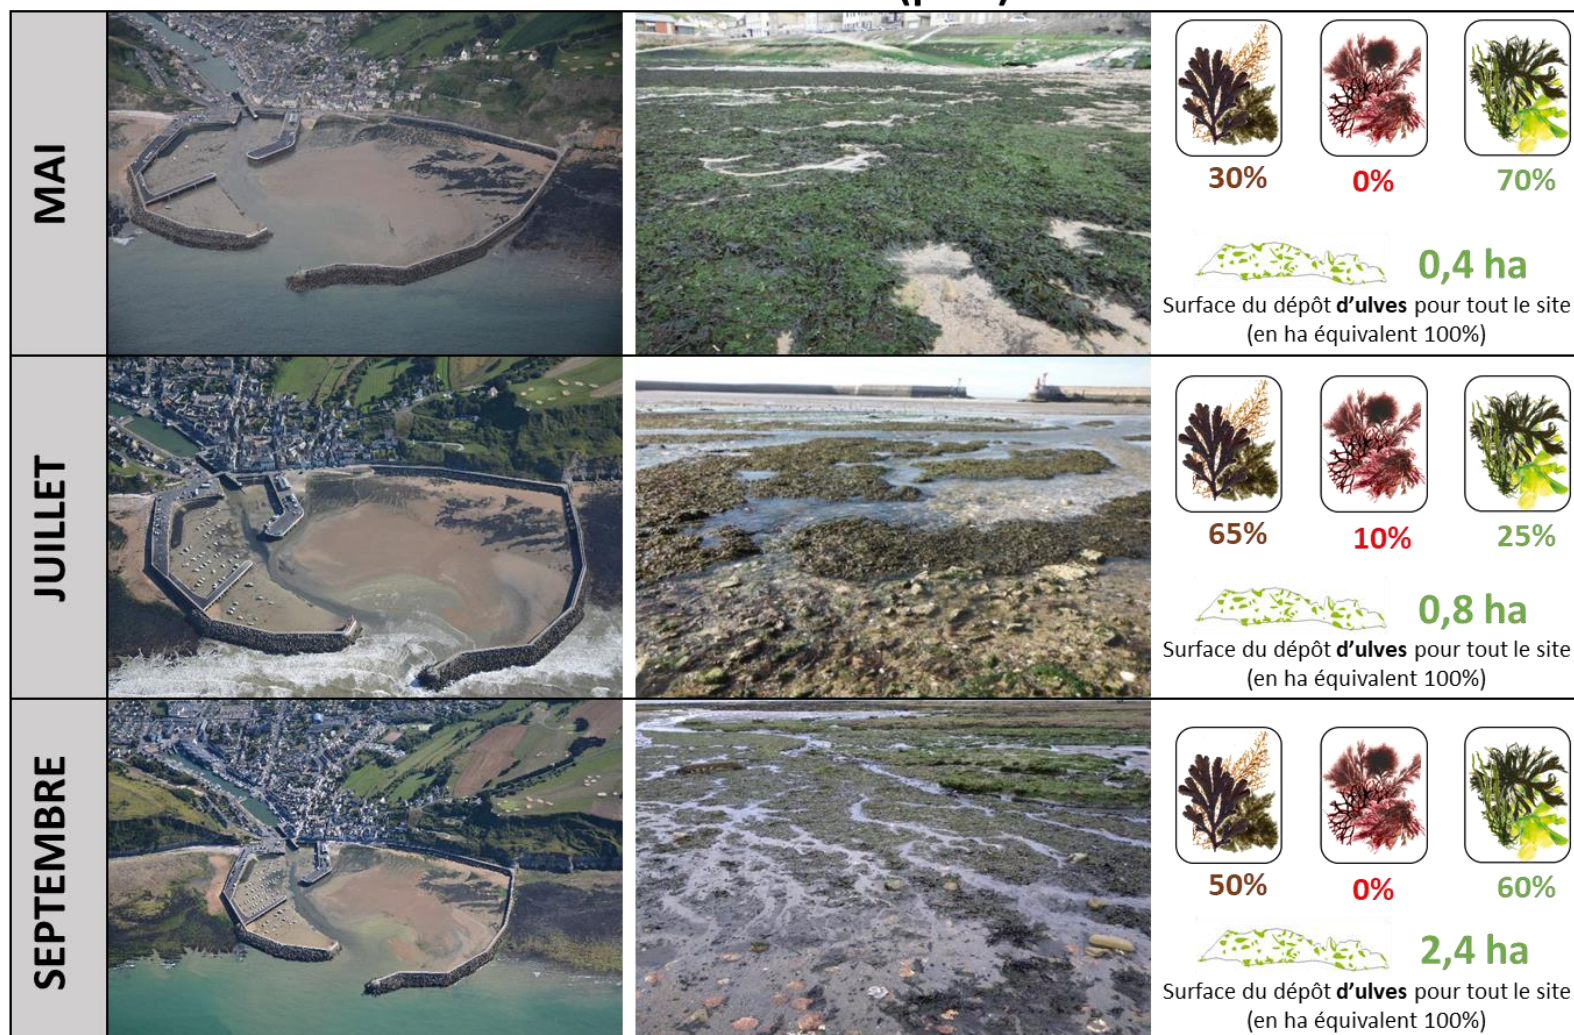 MAI
30%
0%
70%
0,4 ha
Surface du dépôt d'ulves pour tout le site
(en ha équivalent 100%)
JUILLET
65%
10%
25%
0,8 ha
Surface du dépôt d'ulves pour tout le site
(en ha équivalent 100%)
SEPTEMBRE
50%
0%
60%
2,4 ha
Surface du dépôt d'ulves pour tout le site
(en ha équivalent 100%)